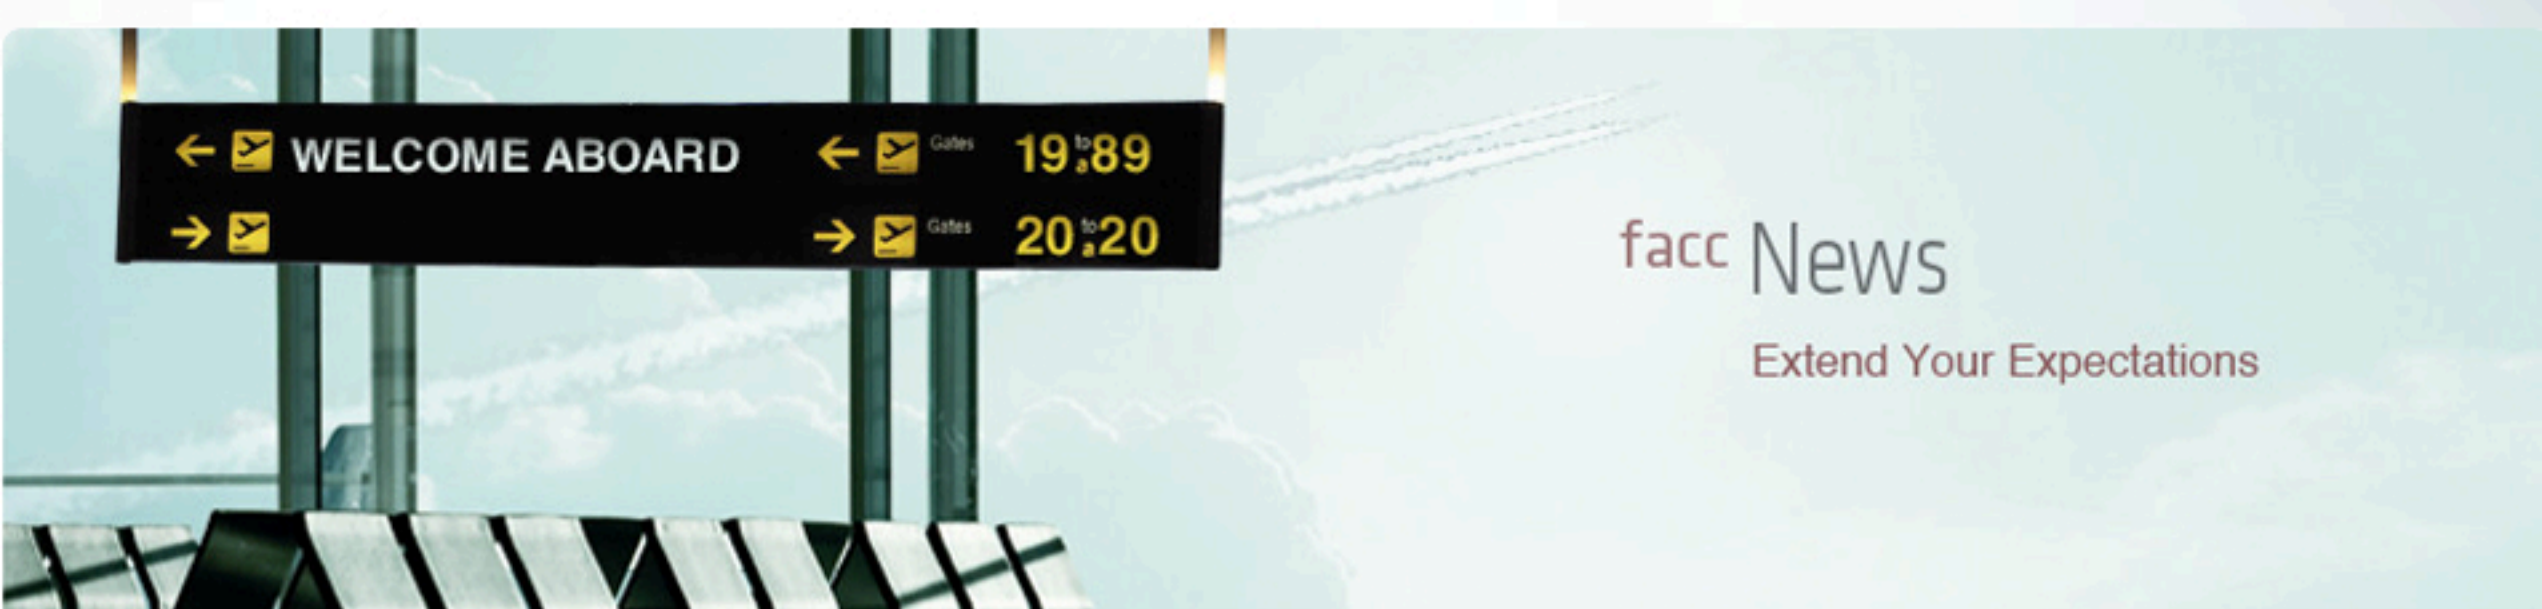 WELCOME ABOARD Gates 19 to a 89
Gates 20 to a 20
facc News
Extend Your Expectations